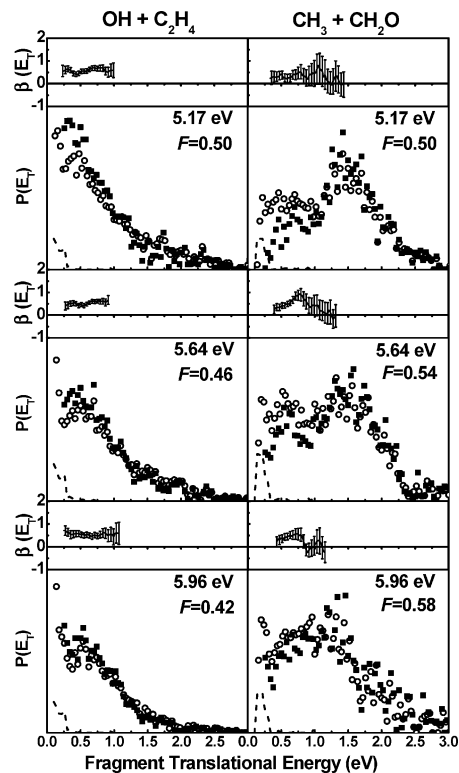 OH + C2H4 CH3 + CH2O
2
1
0
-1
β (ET)
5.17 eV
F=0.50
5.17 eV
F=0.50
P(ET)
2
1
0
-1
β (ET)
5.64 eV
F=0.46
5.64 eV
F=0.54
P(ET)
2
1
0
-1
β (ET)
5.96 eV
F=0.42
5.96 eV
F=0.58
P(ET)
0.0 0.5 1.0 1.5 2.0 2.5 0.0 0.5 1.0 1.5 2.0 2.5 3.0
Fragment Translational Energy (eV)